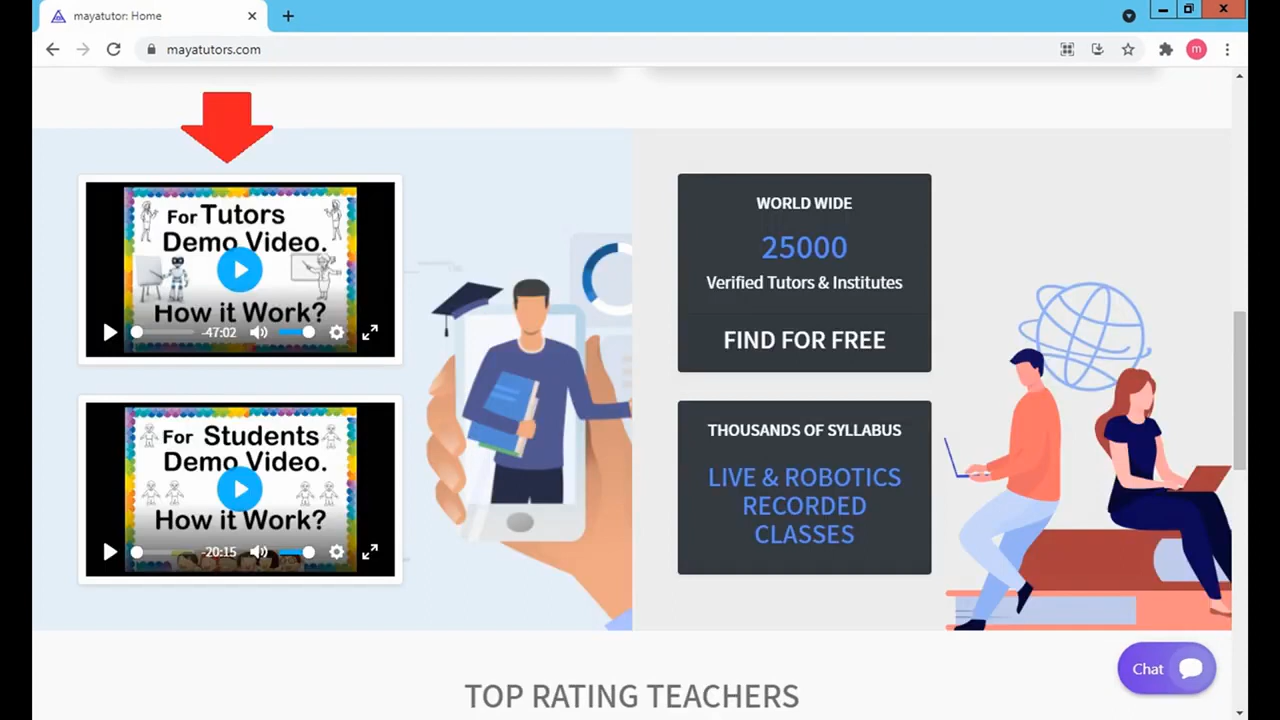 mayatutor: Home
mayatutors.com
m
For Tutors
Demo Video.
How it Work?
-47:02
For Students
Demo Video.
How it Work?
-20:15
WORLD WIDE
25000
Verified Tutors & Institutes
FIND FOR FREE
THOUSANDS OF SYLLABUS
LIVE & ROBOTICS
RECORDED
CLASSES
Chat
TOP RATING TEACHERS